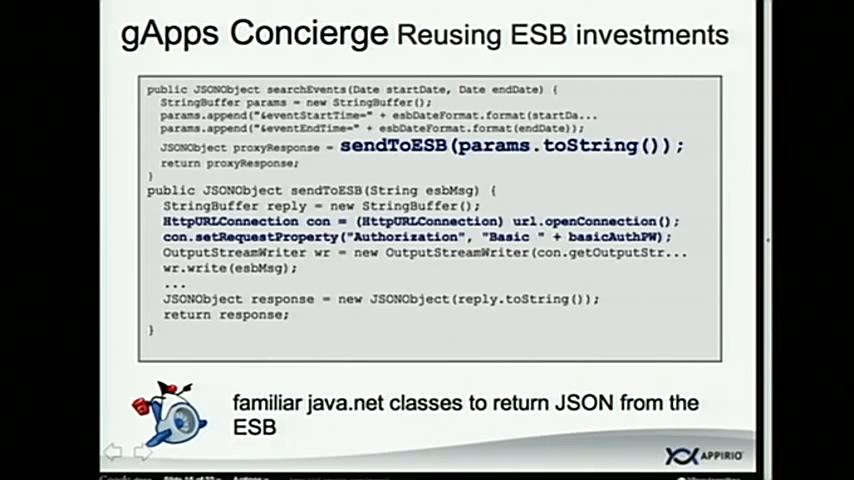 gApps Concierge Reusing ESB investments
public JSONObject searchEvents(Date startDate, Date endDate) {
StringBuffer params = new StringBuffer();
params.append("&eventStartTime=" + esbDateFormat.format(startDa...
params.append("&eventEndTime=" + esbDateFormat.format(endDate));
JSONObject proxyResponse = sendToESB(params.toString());
return proxyResponse;
}
public JSONObject sendToESB(String esbMsg) {
StringBuffer reply = new StringBuffer();
HttpURLConnection con = (HttpURLConnection) url.openConnection();
con.setRequestProperty("Authorization", "Basic " + basicAuthPW);
OutputStreamWriter wr = new OutputStreamWriter(con.getOutputStr...
wr.write(esbMsg);
...
JSONObject response = new JSONObject(reply.toString());
return response;
}
familiar java.net classes to return JSON from the
ESB
APPIRIO